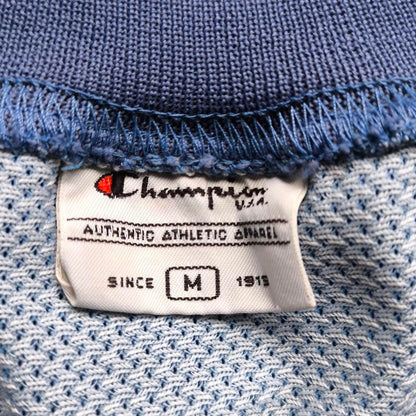 Champion
U.S.A.
AUTHENTIC ATHLETIC APPAREL
SINCE M 1919